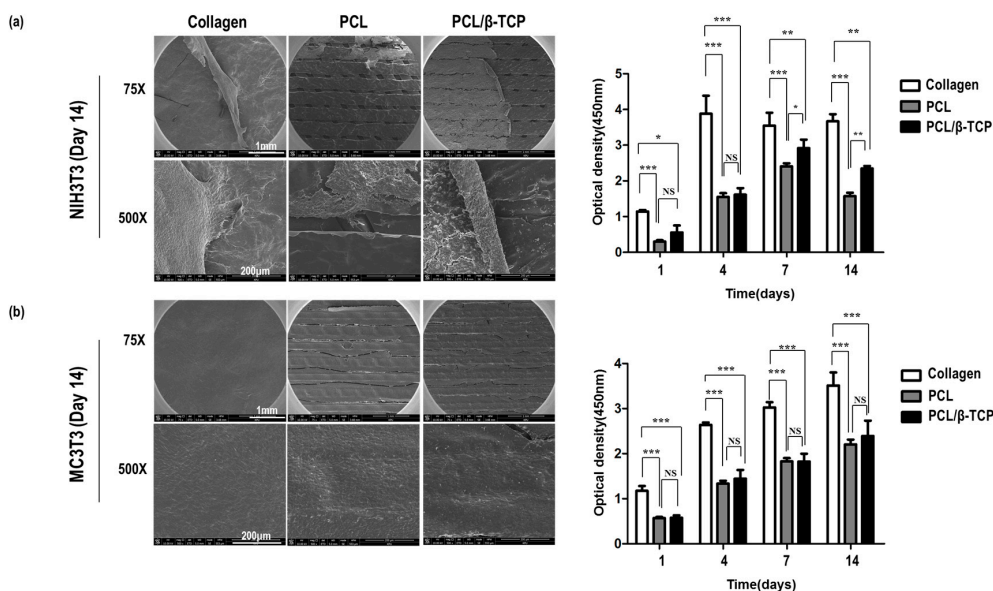 (a)
Collagen
PCL
PCL/β-TCP
NIH3T3 (Day 14)
75X
1mm
500X
200μm
Optical density(450nm)
5
4
3
2
1
0
***
*
NS
***
***
NS
***
**
*
***
**
**
1
4
7
14
Time(days)
Collagen
PCL
PCL/β-TCP
(b)
MC3T3 (Day 14)
75X
1mm
500X
200μm
Optical density(450nm)
4
3
2
1
0
***
***
NS
***
***
NS
***
***
NS
***
***
NS
1
4
7
14
Time(days)
Collagen
PCL
PCL/β-TCP